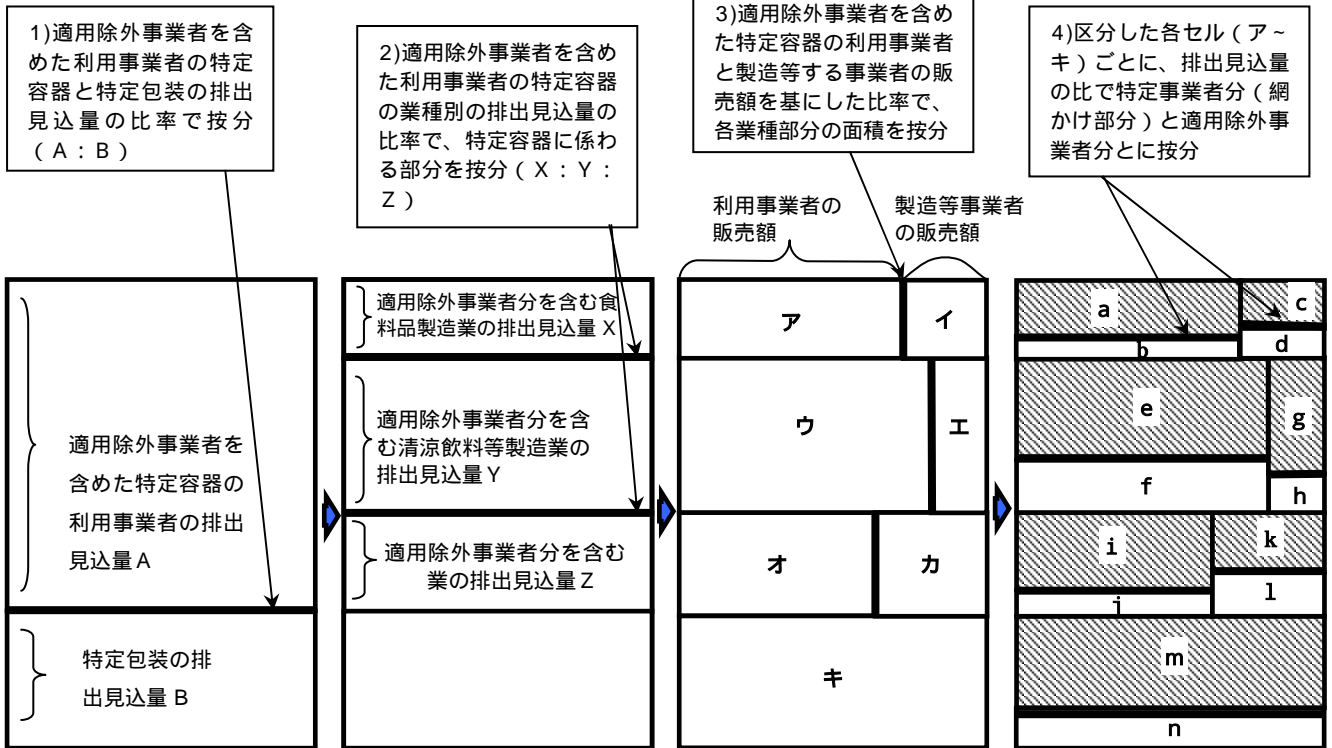 1)適用除外事業者を含
めた利用事業者の特定
容器と特定包装の排出
見込量の比率で按分
(A:B)
2)適用除外事業者を含め
た利用事業者の特定容器
の業種別の排出見込量の
比率で、特定容器に係わ
る部分を按分(X:Y:
Z)
3)適用除外事業者を含め
た特定容器の利用事業者
と製造等する事業者の販
売額を基にした比率で、
各業種部分の面積を按分
4)区分した各セル(ア~
キ)ごとに、排出見込量
の比で特定事業者分(網
かけ部分)と適用除外事
業者分とに按分
利用事業者の
販売額
製造等事業者
の販売額
適用除外事業者を
含めた特定容器の
利用事業者の排出
見込量A
特定包装の排
出見込量B
適用除外事業者分を含む食
料品製造業の排出見込量X
適用除外事業者分を含
む清涼飲料等製造業の
排出見込量Y
適用除外事業者分を含む
業の排出見込量Z
ア
イ
ウ
エ
オ
カ
キ
a
c
b
d
e
g
f
h
i
k
j
l
m
n